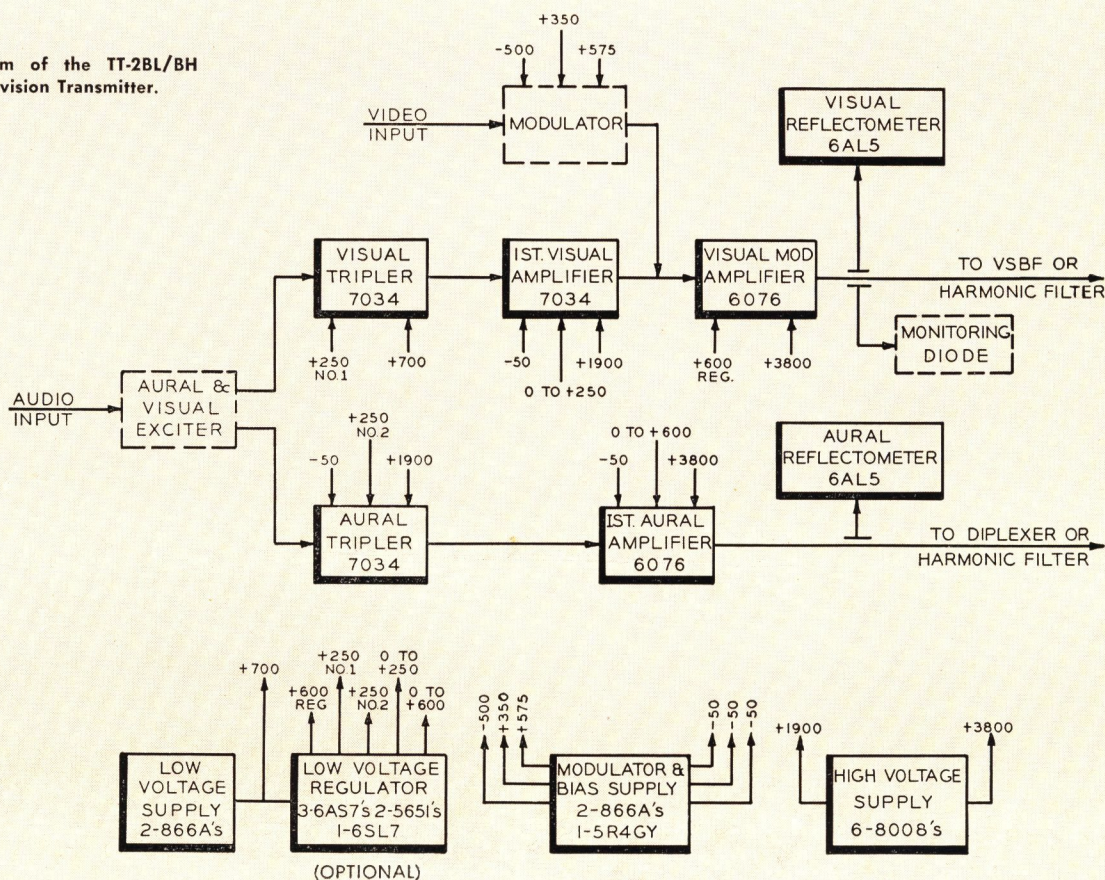 m of the TT-2BL/BH
vision Transmitter.
+350
-500
+575
VIDEO
INPUT
MODULATOR
VISUAL
REFLECTOMETER
6AL5
VISUAL
TRIPLER
7034
+250
NO.1
+700
IST. VISUAL
AMPLIFIER
7034
-50
+1900
0 TO +250
VISUAL MOD
AMPLIFIER
6076
+600
REG.
+3800
TO VSBF OR
HARMONIC FILTER
MONITORING
DIODE
AUDIO
INPUT
AURAL &
VISUAL
EXCITER
+250
NO.2
-50
+1900
AURAL
TRIPLER
7034
0 TO +600
-50
+3800
IST. AURAL
AMPLIFIER
6076
AURAL
REFLECTOMETER
6AL5
TO DIPLEXER OR
HARMONIC FILTER
+700
+250
NO.1
0 TO
+250
+600
REG
+250
NO.2
0 TO
+600
-500
+350
+575
-50
-50
-50
+1900
+3800
LOW
VOLTAGE
SUPPLY
2-866A's
LOW VOLTAGE
REGULATOR
3-6AS7's 2-5651's
1-6SL7
(OPTIONAL)
MODULATOR &
BIAS SUPPLY
2-866A's
1-5R4GY
HIGH VOLTAGE
SUPPLY
6-8008's